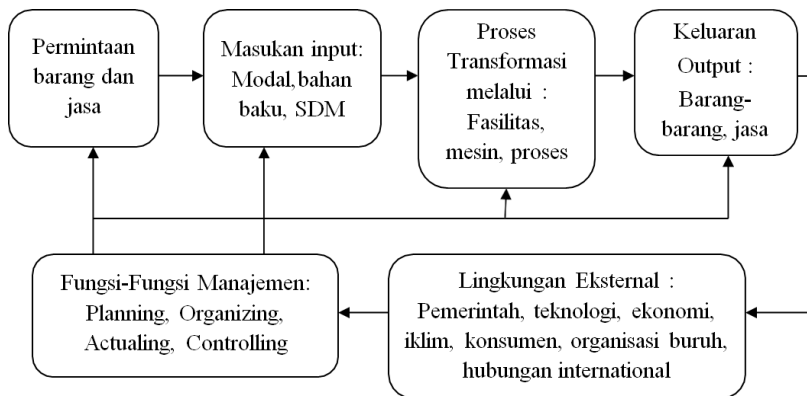 Permintaan
barang dan
jasa
Masukan input:
Modal,bahan
baku, SDM
Proses
Transformasi
melalui :
Fasilitas,
mesin, proses
Keluaran
Output :
Barang-
barang, jasa
Fungsi-Fungsi Manajemen:
Planning, Organizing,
Actualing, Controlling
Lingkungan Eksternal :
Pemerintah, teknologi, ekonomi,
iklim, konsumen, organisasi buruh,
hubungan international